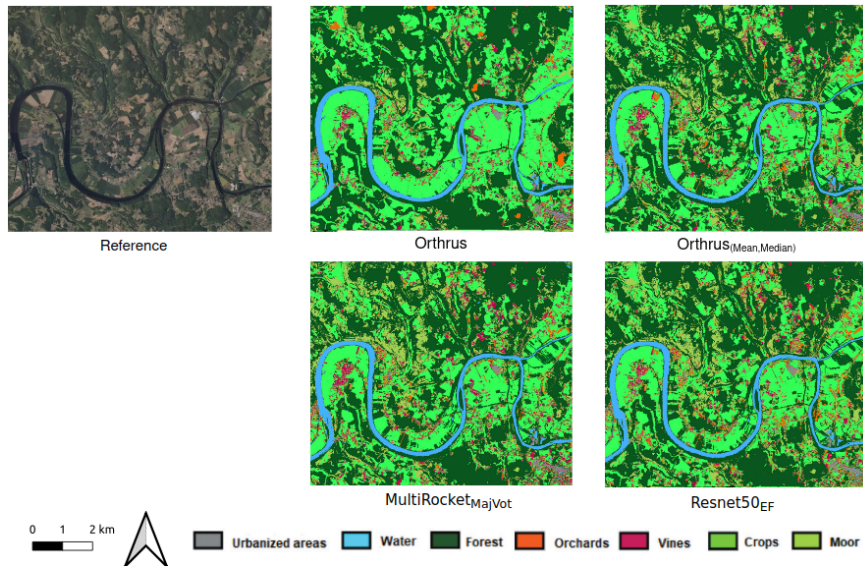 Reference
Orthrus
Orthrus(Mean,Median)
MultiRocketMajVot
Resnet50EF
0 1 2 km
Urbanized areas Water Forest Orchards Vines Crops Moor